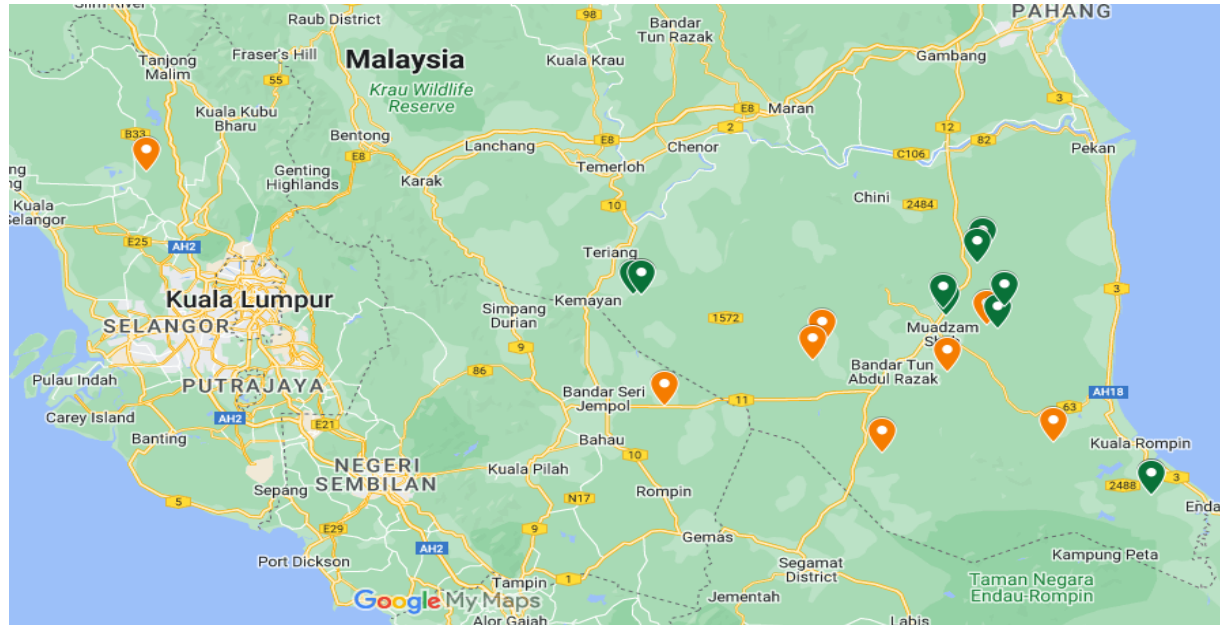 Raub District
98
Bandar
Tun Razak
PAHANG
Tanjong
Malim
Fraser's Hill
Malaysia
Kuala Krau
Gambang
55
Krau Wildlife
Reserve
3
Kuala Kubu
Bharu
E8
Maran
B33
Bentong
2
12
82
Lanchang
E8
Chenor
C106
Pekan
E8
Genting
Highlands
Temerloh
Karak
Kuala
Selangor
10
Chini
2484
E25
AH2
Teriang
3
Kuala Lumpur
Kemayan
Simpang
Durian
1572
SELANGOR
Muadzam
9
86
Bandar Tun
Abdul Razak
Pulau Indah
PUTRAJAYA
Carey Island
Bandar Seri
Jempol
11
AH18
63
AH2
E21
Banting
Bahau
Kuala Rompin
NEGERI
SEMBILAN
Kuala Pilah
10
3
2488
Sepang
5
N17
Rompin
E29
9
Gemas
AH2
Port Dickson
Kampung Peta
Segamat
District
Tampin
1
Taman Negara
Endau-Rompin
Google My Maps
Jementah
Alor Gajah
Labis